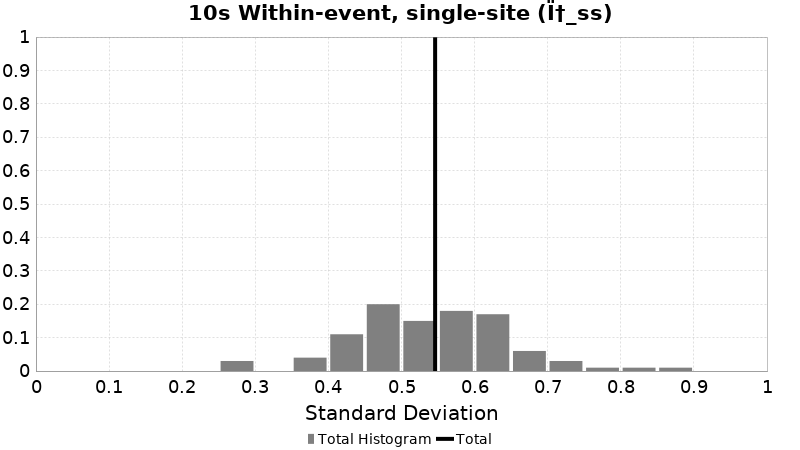 10s Within-event, single-site (Ï†_ss)
1
0.9
0.8
0.7
0.6
0.5
0.4
0.3
0.2
0.1
0
0 0.1 0.2 0.3 0.4 0.5 0.6 0.7 0.8 0.9 1
Standard Deviation
Total Histogram Total